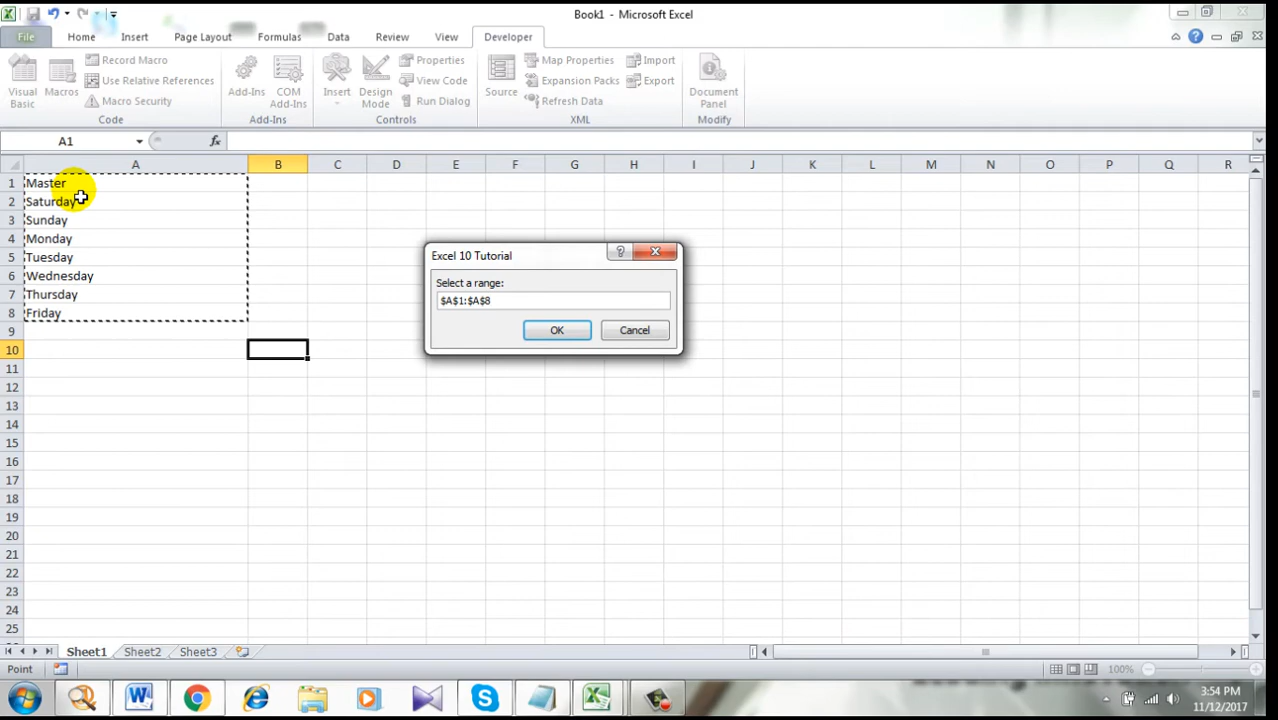 Book1 - Microsoft Excel
File Home Insert Page Layout Formulas Data Review View Developer
Visual Basic
Macros
Record Macro
Use Relative References
Macro Security
Code
Add-Ins
COM Add-Ins
Add-Ins
Insert
Design Mode
Properties
View Code
Run Dialog
Controls
Source
Map Properties
Expansion Packs
Refresh Data
Import
Export
XML
Document Panel
Modify
A1 fx
A B C D E F G H I J K L M N O P Q R
1 Master
2 Saturday
3 Sunday
4 Monday
5 Tuesday
6 Wednesday
7 Thursday
8 Friday
9
10
11
12
13
14
15
16
17
18
19
20
21
22
23
24
25
Excel 10 Tutorial
Select a range:
$A$1:$A$8
OK Cancel
Sheet1 Sheet2 Sheet3
Point 100%
3:54 PM
11/12/2017